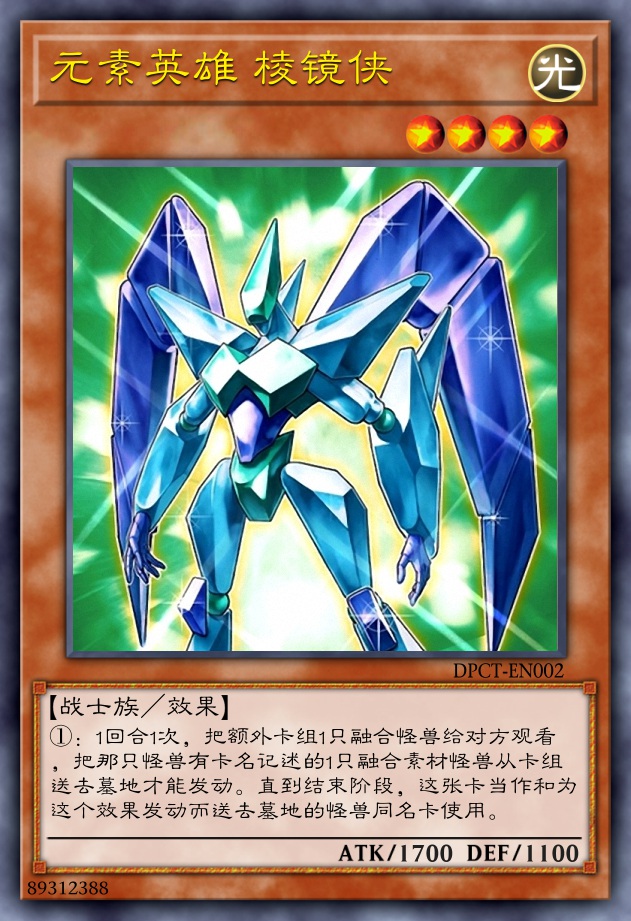 元素英雄 棱镜侠
光
DPCT-EN002
【战士族／效果】
①：1回合1次，把额外卡组1只融合怪兽给对方观看
，把那只怪兽有卡名记述的1只融合素材怪兽从卡组
送去墓地才能发动。直到结束阶段，这张卡当作和为
这个效果发动而送去墓地的怪兽同名卡使用。
ATK/1700 DEF/1100
89312388